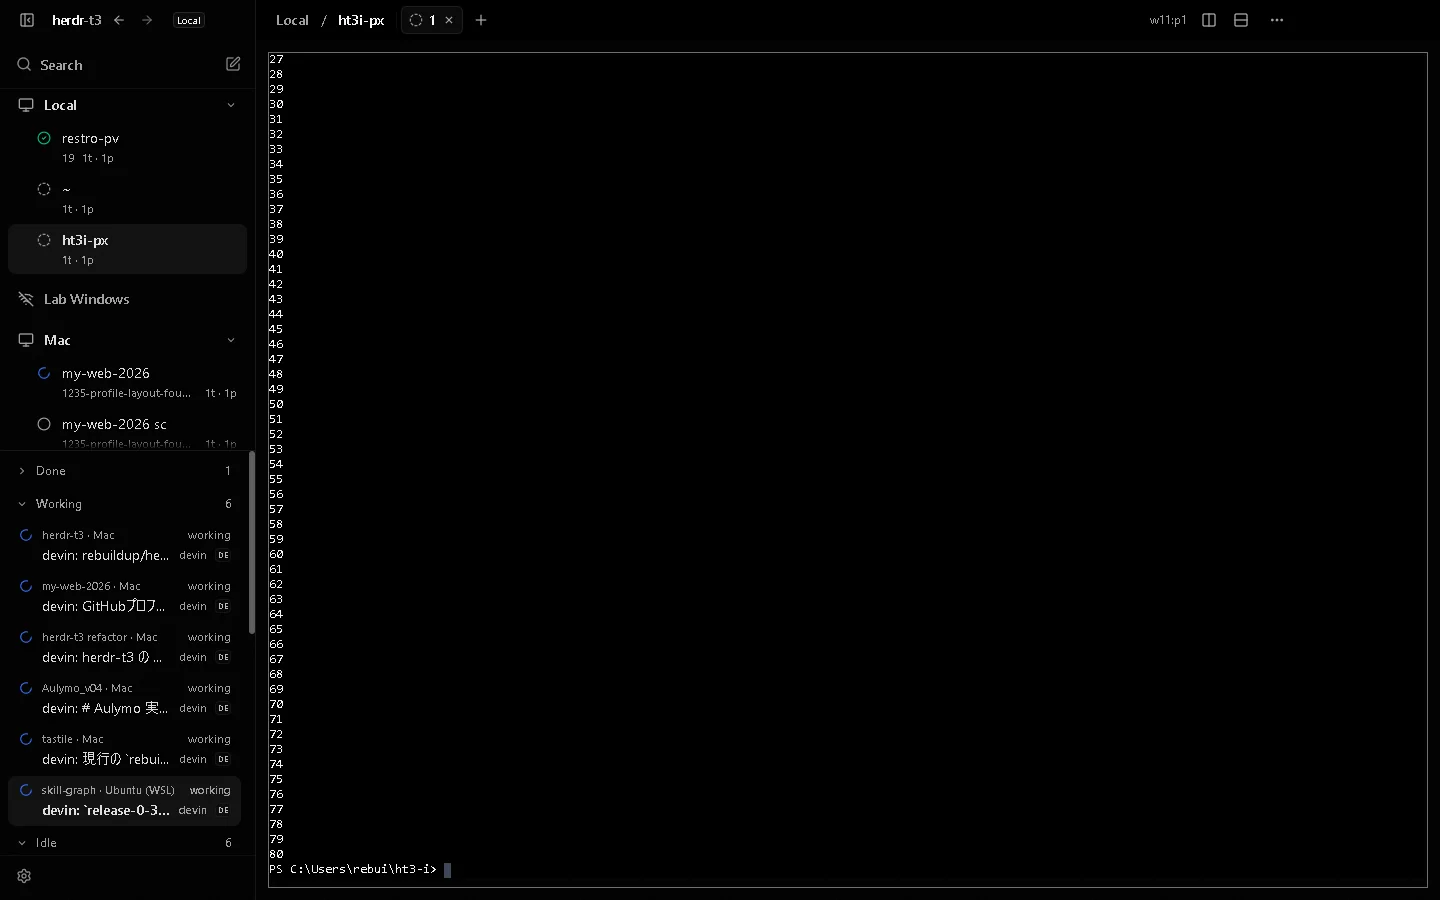 herdr-t3
Local
Search
Local
restro-pv
19 1t · 1p
~
1t · 1p
ht3i-px
1t · 1p
Lab Windows
Mac
my-web-2026
1235-profile-layout-fou... 1t · 1p
my-web-2026 sc
1235-profile-layout-fou... 1t · 1p
Done 1
Working 6
herdr-t3 · Mac working
devin: rebuildup/he... devin DE
my-web-2026 · Mac working
devin: GitHubプロフ... devin DE
herdr-t3 refactor · Mac working
devin: herdr-t3 の ... devin DE
Aulymo_v04 · Mac working
devin: # Aulymo 実... devin DE
tastile · Mac working
devin: 現行の `rebui... devin DE
skill-graph · Ubuntu (WSL) working
devin: `release-0-3... devin DE
Idle 6
Local / ht3i-px 1 × +
w11:p1
27
28
29
30
31
32
33
34
35
36
37
38
39
40
41
42
43
44
45
46
47
48
49
50
51
52
53
54
55
56
57
58
59
60
61
62
63
64
65
66
67
68
69
70
71
72
73
74
75
76
77
78
79
80
PS C:\Users\rebui\ht3-i>